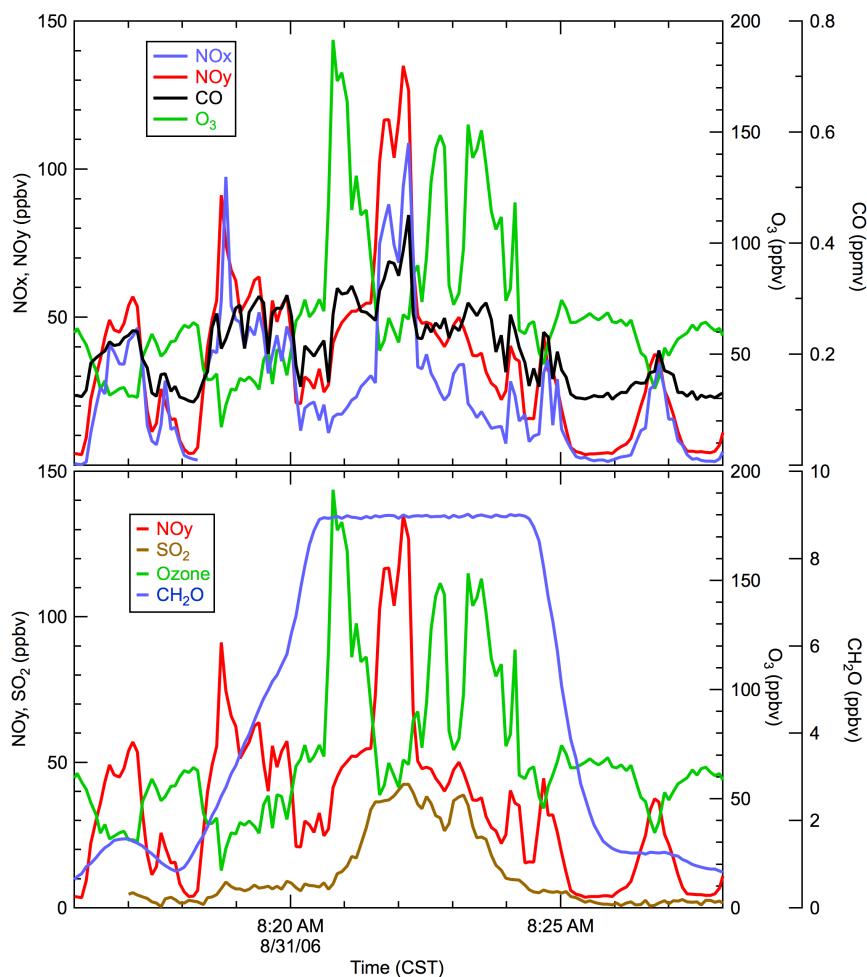 150
100
50
NOx, NOy (ppbv)
NOx
NOy
CO
O₃
200
150
100
50
O₃ (ppbv)
0.8
0.6
0.4
0.2
CO (ppmv)
150
100
50
0
NOy, SO₂ (ppbv)
NOy
SO₂
Ozone
CH₂O
200
150
100
50
0
O₃ (ppbv)
10
8
6
4
2
0
CH₂O (ppbv)
8:20 AM
8/31/06
8:25 AM
Time (CST)